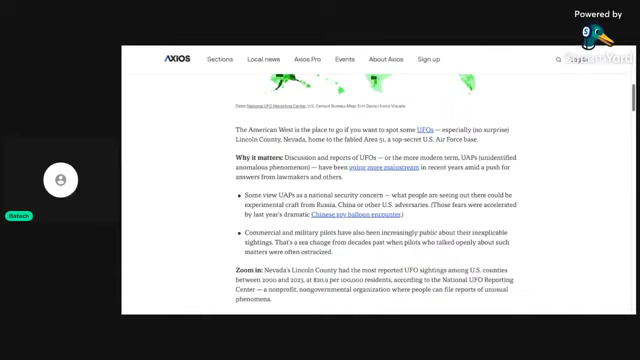 Powered by
AXIOS
Sections
Local news
Axios Pro
Events
About Axios
Sign up
Data: National UFO Reporting Center, U.S. Census Bureau; Map: Erin Davis/Axios Visuals
The American West is the place to go if you want to spot some UFOs — especially (no surprise)
Lincoln County, Nevada, home to the fabled Area 51, a top-secret U.S. Air Force base.
Why it matters: Discussion and reports of UFOs — or the more modern term, UAPs (unidentified
anomalous phenomenon) — have been going more mainstream in recent years amid a push for
answers from lawmakers and others.
Some view UAPs as a national security concern — what people are seeing out there could be
experimental craft from Russia, China or other U.S. adversaries. (Those fears were accelerated
by last year's dramatic Chinese spy balloon encounter.)
Commercial and military pilots have also been increasingly public about their inexplicable
sightings. That's a sea change from decades past when pilots who talked openly about such
matters were often ostracized.
Zoom in: Nevada's Lincoln County had the most reported UFO sightings among U.S. counties
between 2000 and 2023, at 820.9 per 100,000 residents, according to the National UFO Reporting
Center — a nonprofit, nongovernmental organization where people can file reports of unusual
phenomena.
Batach